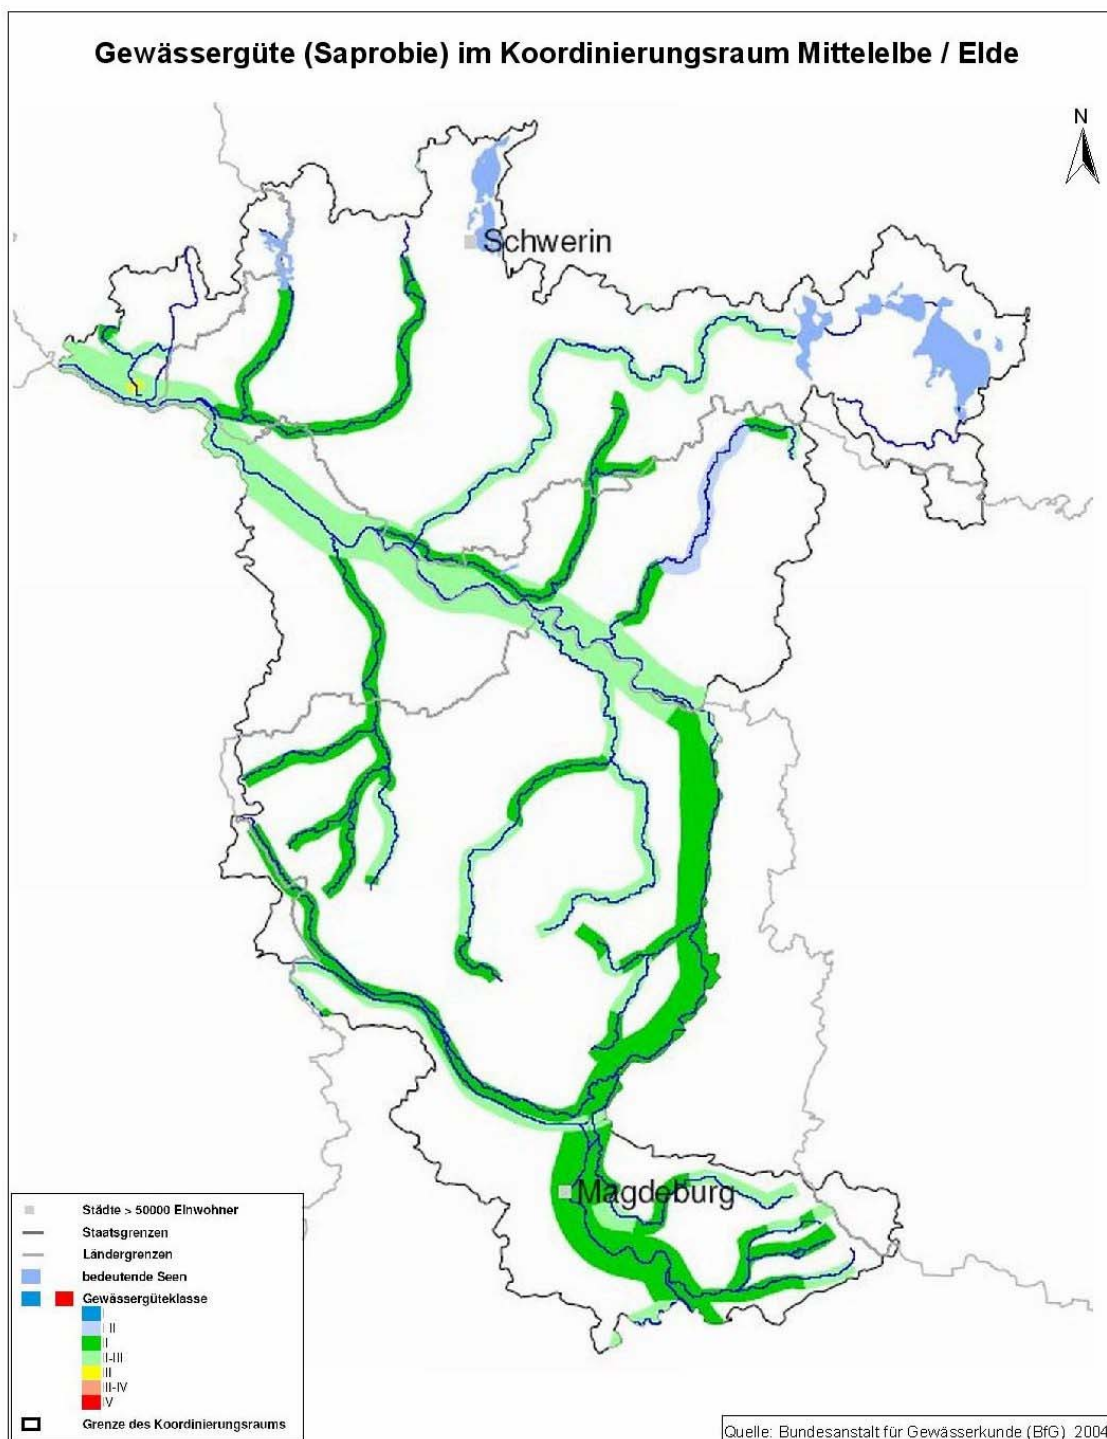 Gewässergüte (Saprobie) im Koordinierungsraum Mittelelbe / Elde
N
Schwerin
Magdeburg
Städte > 50000 Einwohner
Staatsgrenzen
Ländergrenzen
bedeutende Seen
Gewässergüteklasse
I
I-II
II
II-III
III
III-IV
IV
Grenze des Koordinierungsraums
Quelle: Bundesanstalt für Gewässerkunde (BfG) 2004